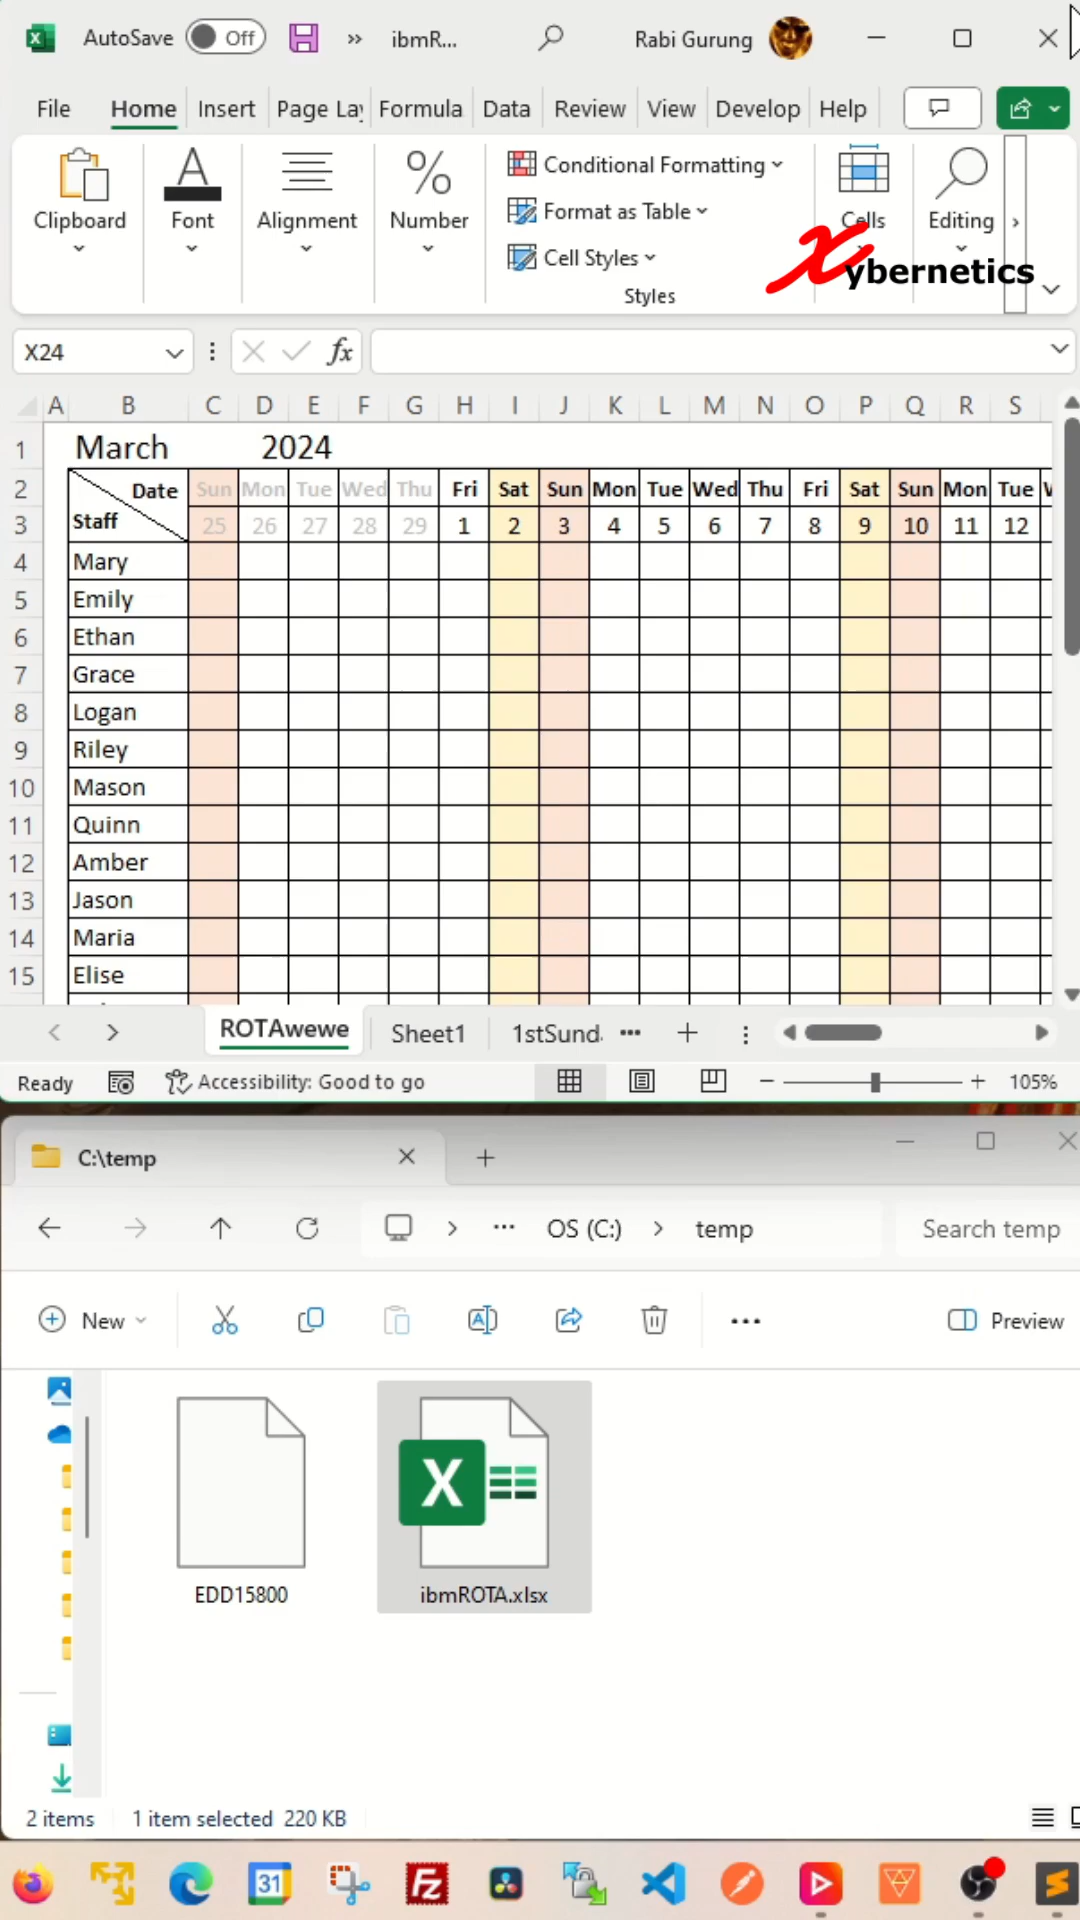 AutoSave Off » ibmR... Rabi Gurung
File Home Insert Page Lay Formula Data Review View Develop Help
Clipboard Font Alignment Number
Conditional Formatting
Format as Table
Cell Styles
Styles
Cells
Editing
Xybernetics
X24 fx
A B C D E F G H I J K L M N O P Q R S
1 March 2024
2 Date Sun Mon Tue Wed Thu Fri Sat Sun Mon Tue Wed Thu Fri Sat Sun Mon Tue
3 Staff 25 26 27 28 29 1 2 3 4 5 6 7 8 9 10 11 12
4 Mary
5 Emily
6 Ethan
7 Grace
8 Logan
9 Riley
10 Mason
11 Quinn
12 Amber
13 Jason
14 Maria
15 Elise
ROTAwewe Sheet1 1stSund. ... +
Ready Accessibility: Good to go - + 105%
C:\temp
... OS (C:) > temp Search temp
New ... Preview
X
EDD15800 ibmROTA.xlsx
2 items 1 item selected 220 KB
31 Fz